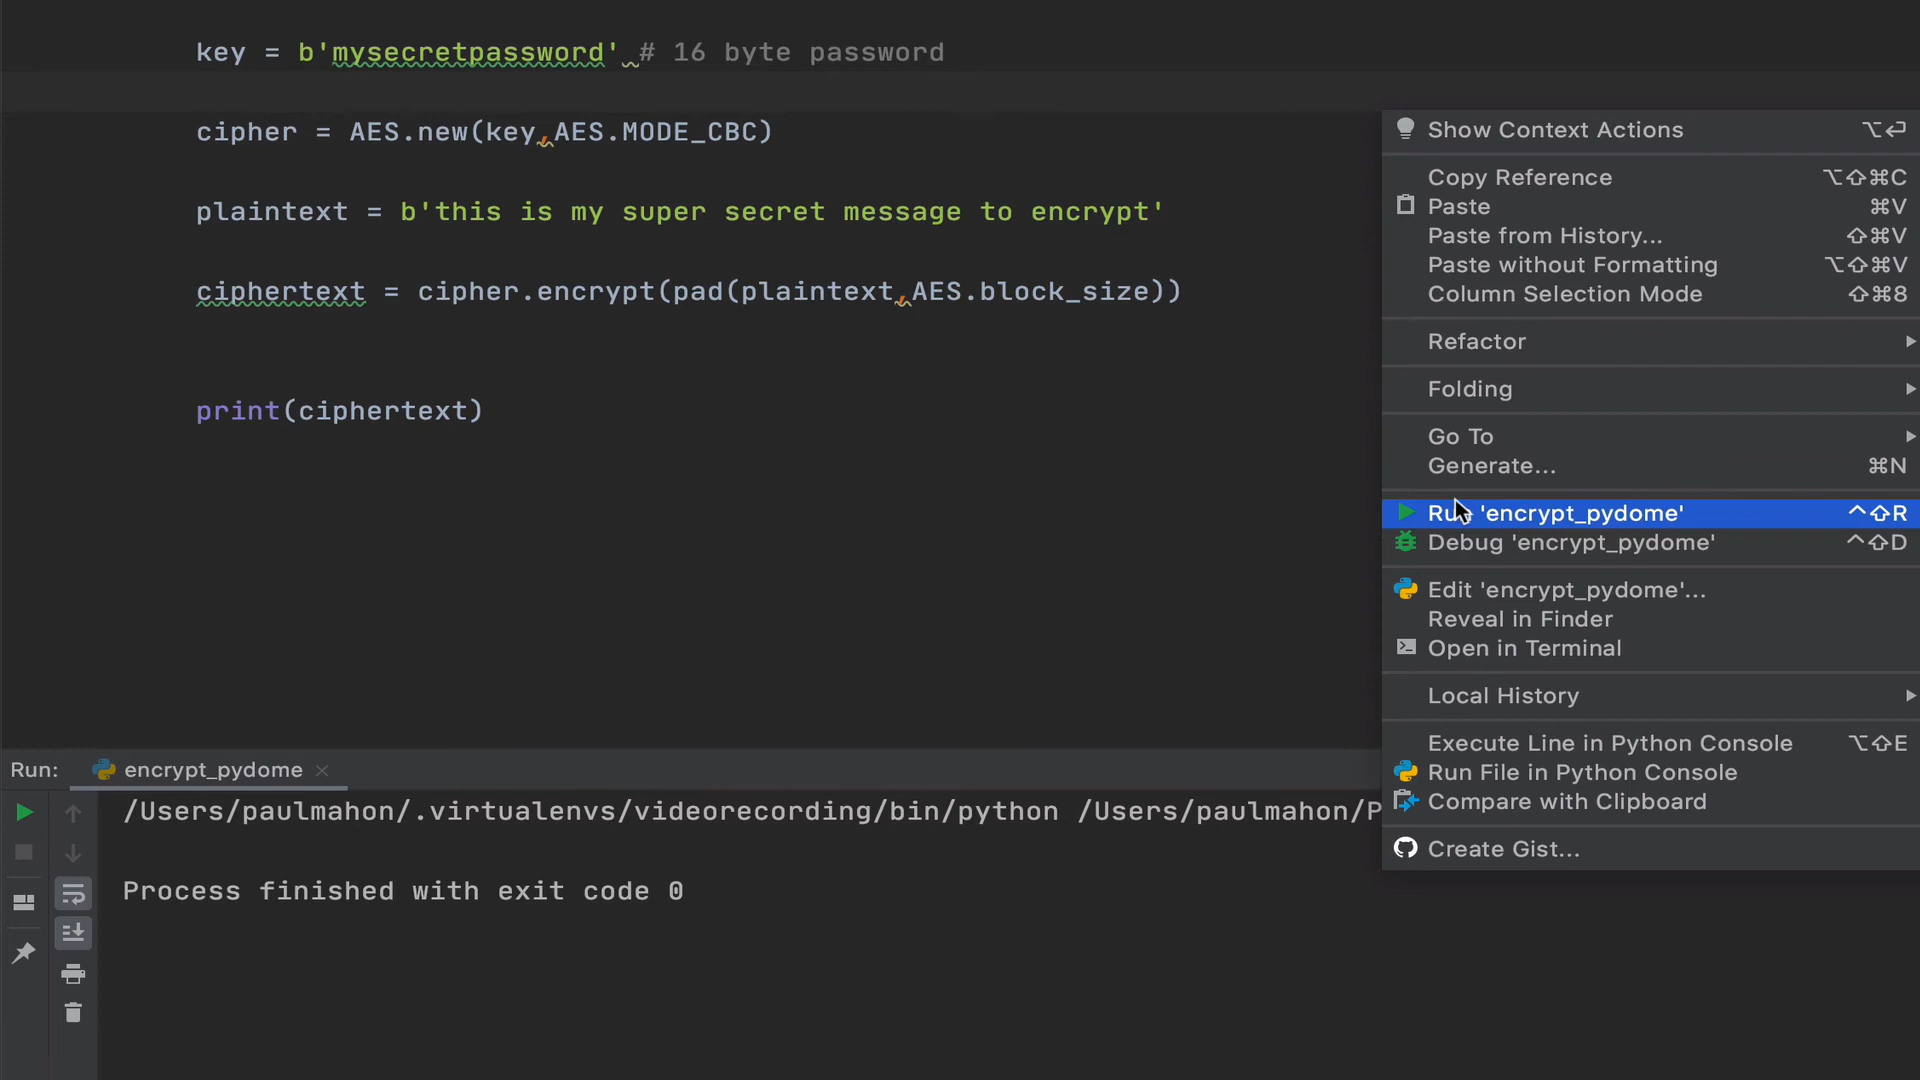 key = b'mysecretpassword' # 16 byte password
cipher = AES.new(key,AES.MODE_CBC)
plaintext = b'this is my super secret message to encrypt'
ciphertext = cipher.encrypt(pad(plaintext,AES.block_size))
print(ciphertext)
Show Context Actions ⌥⏎
Copy Reference ⌥⇧⌘C
Paste ⌘V
Paste from History... ⇧⌘V
Paste without Formatting ⌥⇧⌘V
Column Selection Mode ⇧⌘8
Refactor
Folding
Go To
Generate... ⌘N
Run 'encrypt_pydome' ^⇧R
Debug 'encrypt_pydome' ^⇧D
Edit 'encrypt_pydome'...
Reveal in Finder
Open in Terminal
Local History
Execute Line in Python Console ⌥⇧E
Run File in Python Console
Compare with Clipboard
Create Gist...
Run: encrypt_pydome
/Users/paulmahon/.virtualenvs/videorecording/bin/python /Users/paulmahon/P
Process finished with exit code 0